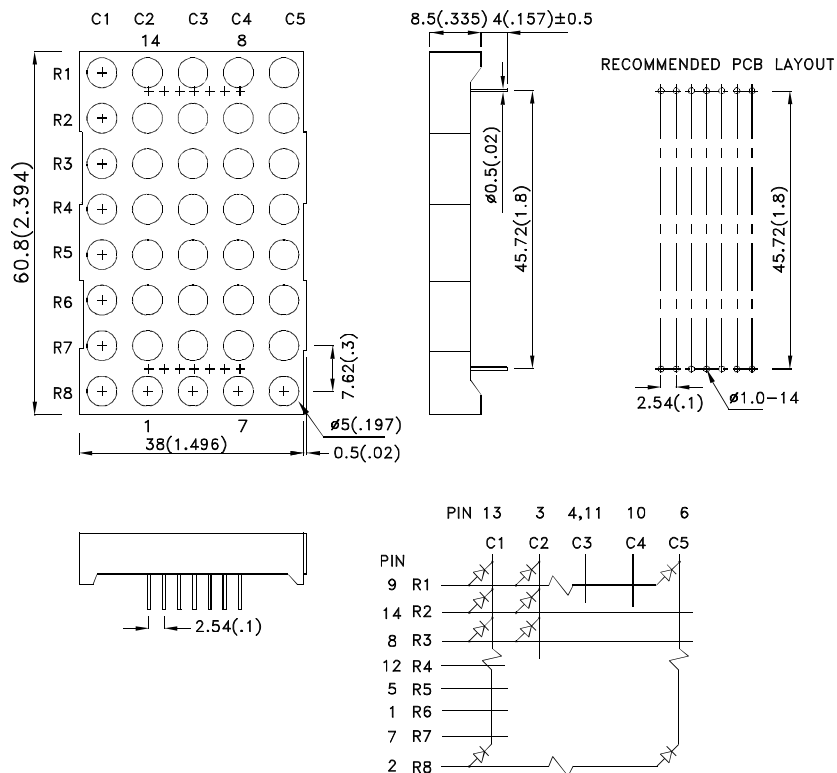 C1 C2 C3 C4 C5
14 8
R1
R2
R3
R4
R5
R6
R7
R8
60.8(2.394)
7.62(.3)
1 7
ø5(.197)
38(1.496)
0.5(.02)
8.5(.335) 4(.157)±0.5
ø0.5(.02)
45.72(1.8)
RECOMMENDED PCB LAYOUT
45.72(1.8)
2.54(.1)
ø1.0-14
2.54(.1)
PIN 13 3 4,11 10 6
C1 C2 C3 C4 C5
PIN
9 R1
14 R2
8 R3
12 R4
5 R5
1 R6
7 R7
2 R8